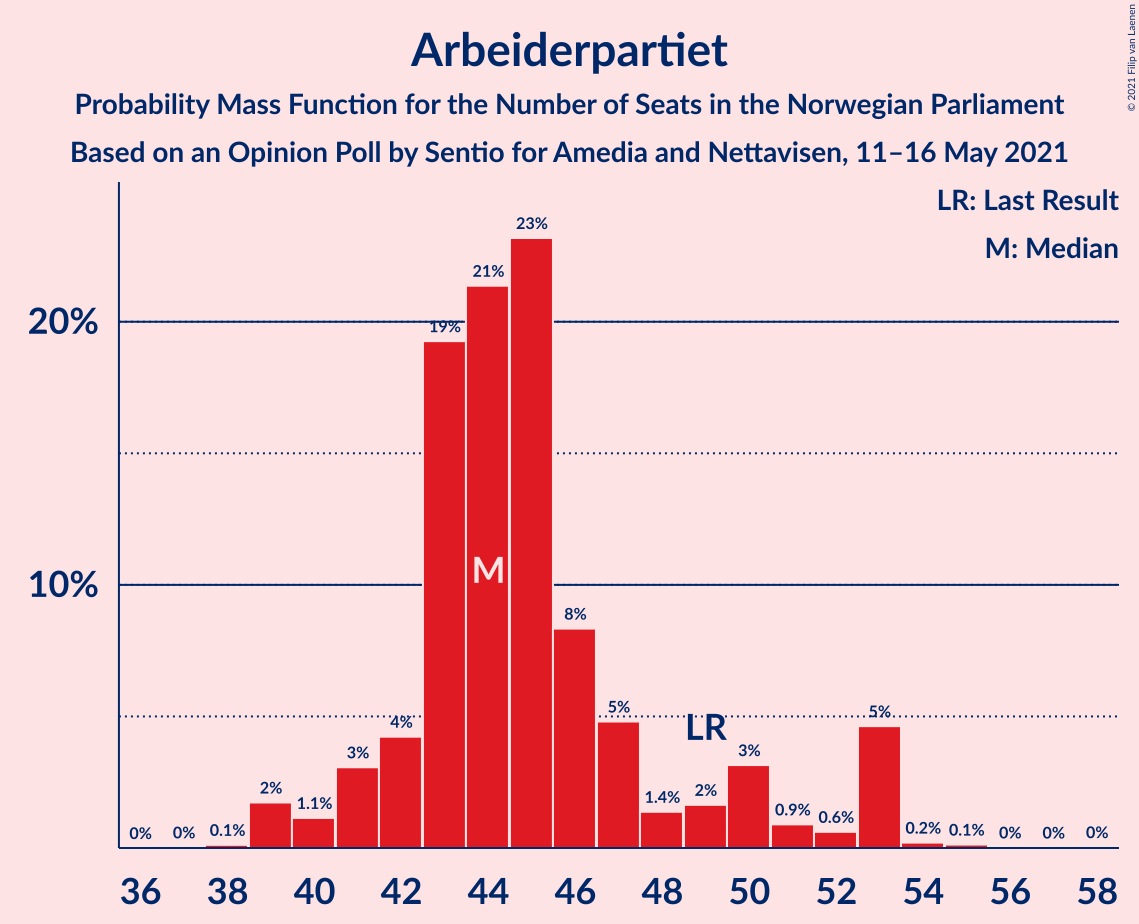 Arbeiderpartiet
Probability Mass Function for the Number of Seats in the Norwegian Parliament
Based on an Opinion Poll by Sentio for Amedia and Nettavisen, 11–16 May 2021
© 2021 Filip van Laenen
LR: Last Result
M: Median
20%
10%
0%
0%
0.1%
2%
1.1%
3%
4%
19%
21%
23%
8%
5%
1.4%
2%
3%
0.9%
0.6%
5%
0.2%
0.1%
0%
0%
0%
M
LR
36 38 40 42 44 46 48 50 52 54 56 58